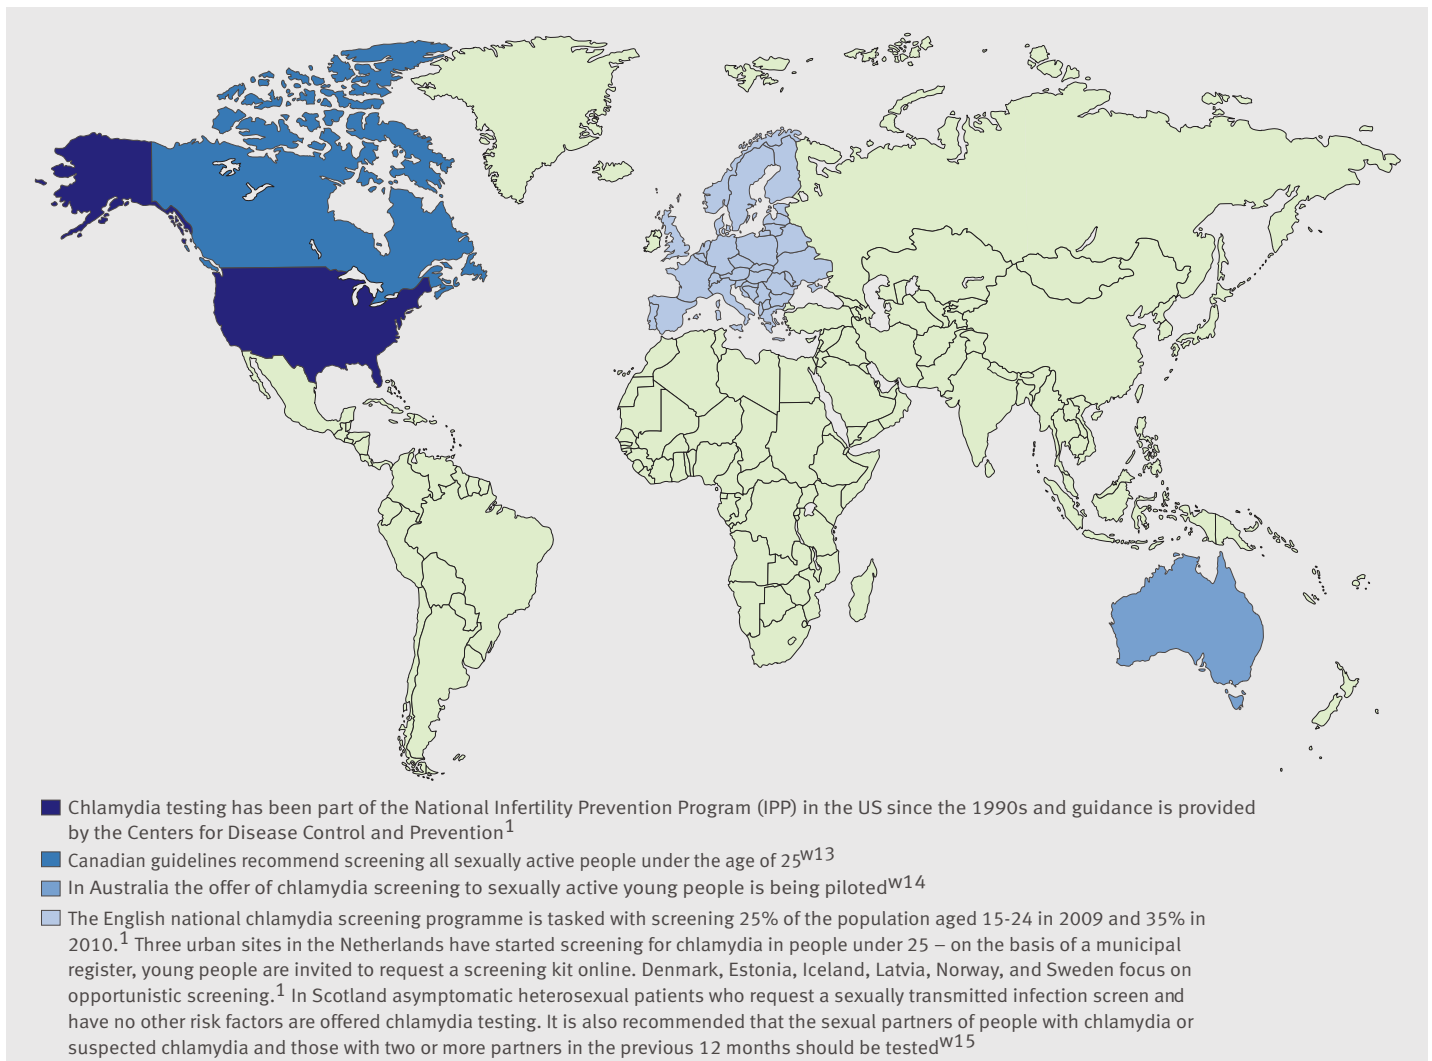 Chlamydia testing has been part of the National Infertility Prevention Program (IPP) in the US since the 1990s and guidance is provided
by the Centers for Disease Control and Prevention1
Canadian guidelines recommend screening all sexually active people under the age of 25w13
In Australia the offer of chlamydia screening to sexually active young people is being pilotedw14
The English national chlamydia screening programme is tasked with screening 25% of the population aged 15-24 in 2009 and 35% in
2010.1 Three urban sites in the Netherlands have started screening for chlamydia in people under 25 – on the basis of a municipal
register, young people are invited to request a screening kit online. Denmark, Estonia, Iceland, Latvia, Norway, and Sweden focus on
opportunistic screening.1 In Scotland asymptomatic heterosexual patients who request a sexually transmitted infection screen and
have no other risk factors are offered chlamydia testing. It is also recommended that the sexual partners of people with chlamydia or
suspected chlamydia and those with two or more partners in the previous 12 months should be testedw15